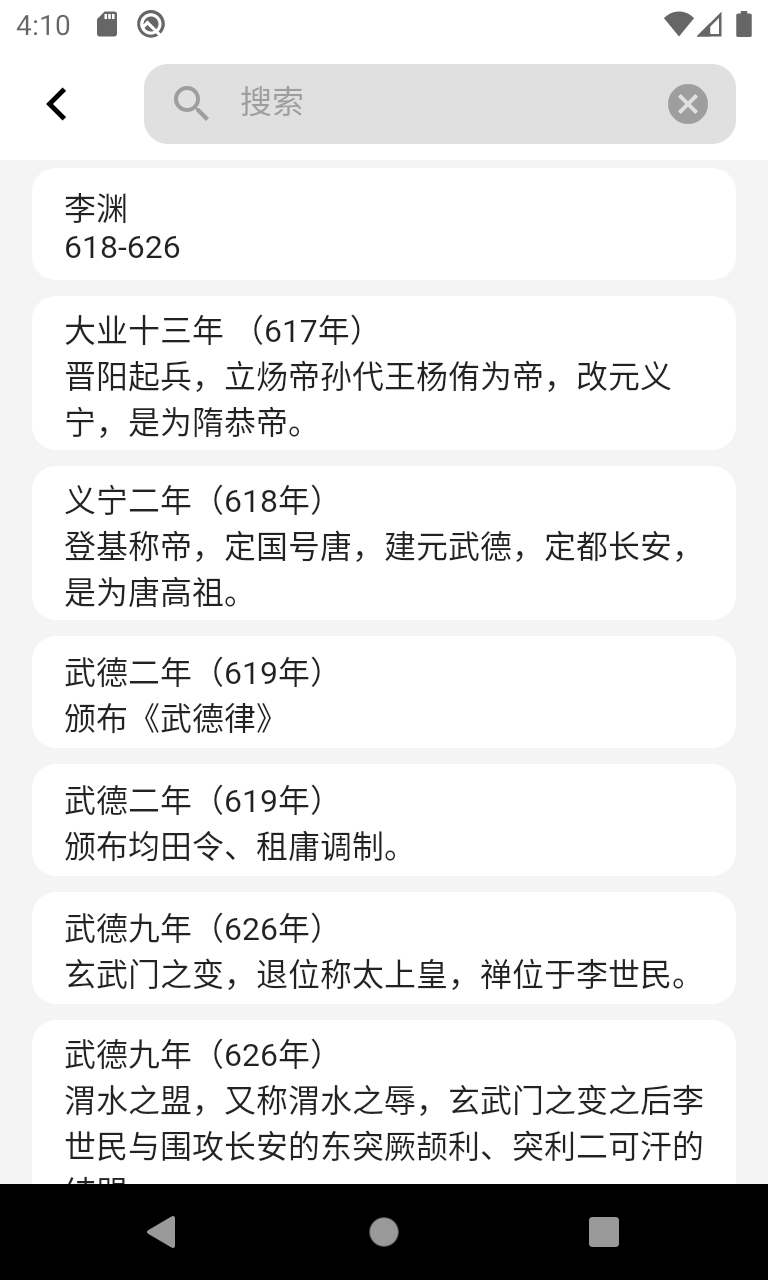 4:10
搜索
李渊
618-626
大业十三年 （617年）
晋阳起兵，立炀帝孙代王杨侑为帝，改元义
宁，是为隋恭帝。
义宁二年（618年）
登基称帝，定国号唐，建元武德，定都长安，
是为唐高祖。
武德二年（619年）
颁布《武德律》
武德二年（619年）
颁布均田令、租庸调制。
武德九年（626年）
玄武门之变，退位称太上皇，禅位于李世民。
武德九年（626年）
渭水之盟，又称渭水之辱，玄武门之变之后李
世民与围攻长安的东突厥颉利、突利二可汗的